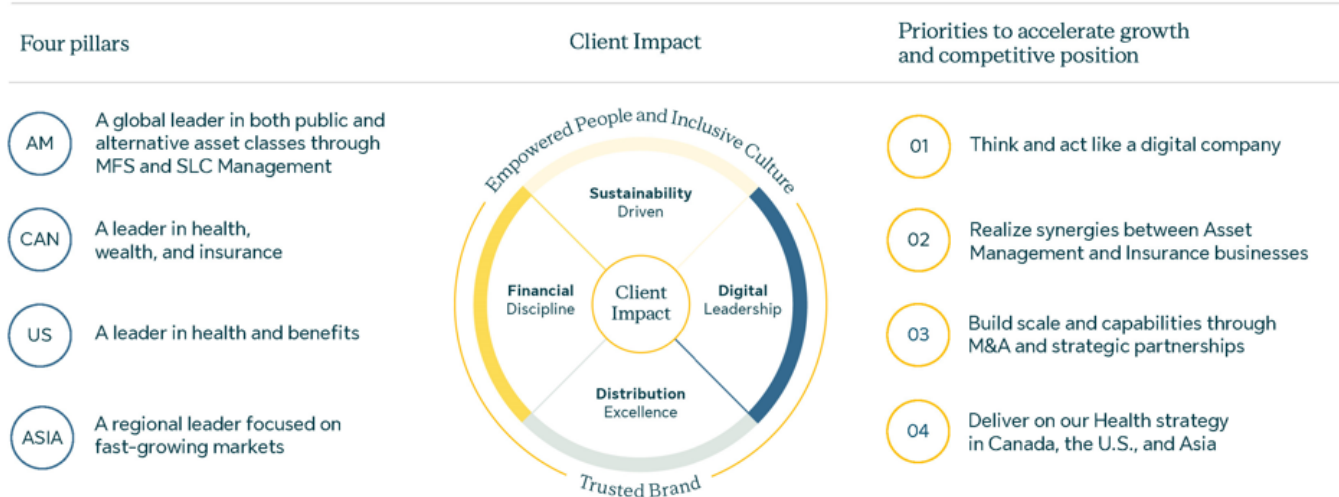 Four pillars
Client Impact
Priorities to accelerate growth
and competitive position
AM
A global leader in both public and
alternative asset classes through
MFS and SLC Management
CAN
A leader in health,
wealth, and insurance
US
A leader in health and benefits
ASIA
A regional leader focused on
fast-growing markets
Empowered People and Inclusive Culture
Sustainability
Driven
Financial
Discipline
Client
Impact
Digital
Leadership
Distribution
Excellence
Trusted Brand
01
Think and act like a digital company
02
Realize synergies between Asset
Management and Insurance businesses
03
Build scale and capabilities through
M&A and strategic partnerships
04
Deliver on our Health strategy
in Canada, the U.S., and Asia